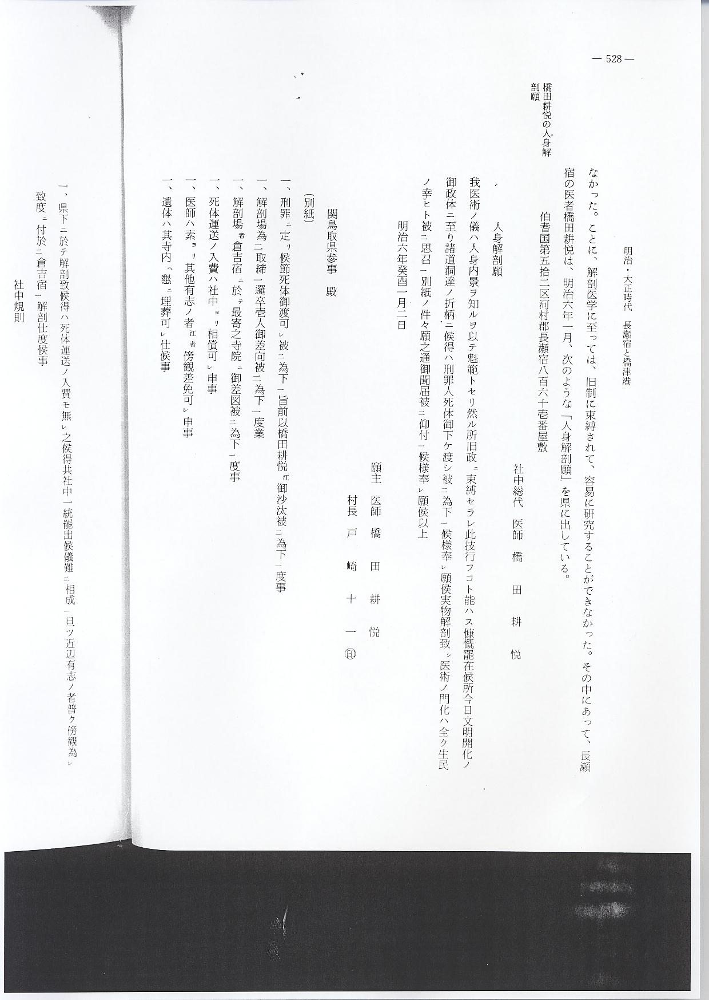 ― 528 ―
明治・大正時代　長瀬宿と橋津港
橋田耕悦の人身解
剖願
なかった。ことに、解剖医学に至っては、旧制に束縛されて、容易に研究することができなかった。その中にあって、長瀬
宿の医者橋田耕悦は、明治六年一月、次のような「人身解剖願」を県に出している。
伯耆国第五拾二区河村郡長瀬宿八百六十壱番屋敷
社中総代　医師　橋　田　耕　悦
人身解剖願
我医術ノ儀ハ人身内景ヲ知ルヲ以テ魁範トセリ然ル所旧政ニ束縛セラレ此技行フコト能ハス慷慨罷在候所今日文明開化ノ
御政体ニ至り諸道洞達ノ折柄ニ候得ハ刑罪人死体御下ケ渡シ被ニ為下一候様奉レ願候実物解剖致シ医術ノ門化ハ全ク生民
ノ幸ヒト被ニ思召一別紙ノ件々願之通御聞届被ニ仰付一候様奉レ願候以上
明治六年癸酉一月二日
願主　医師　橋　田　耕　悦
村長　戸　崎　十　一　㊞
関鳥取県参事　殿
（別紙）
一、刑罪ニ定リ候節死体御渡可レ被ニ為下一旨前以橋田耕悦江御沙汰被ニ為下一度事
一、解剖場為ニ取締一邏卒壱人御差向被ニ為下一度業
一、解剖場者倉吉宿ニ於テ最寄之寺院ニ御差図被ニ為下一度事
一、死体運送ノ入費ハ社中ヨリ相償可レ申事
一、医師ハ素ヨリ其他有志ノ者江者傍観差免可レ申事
一、遺体ハ其寺内ヘ懇ニ埋葬可レ仕候事
一、県下ニ於テ解剖致候得ハ死体運送ノ入費モ無レ之候得共社中一統罷出候儀難ニ相成一旦ツ近辺有志ノ者普ク傍観為レ
致度ニ付於ニ倉吉宿一解剖仕度候事
社中規則